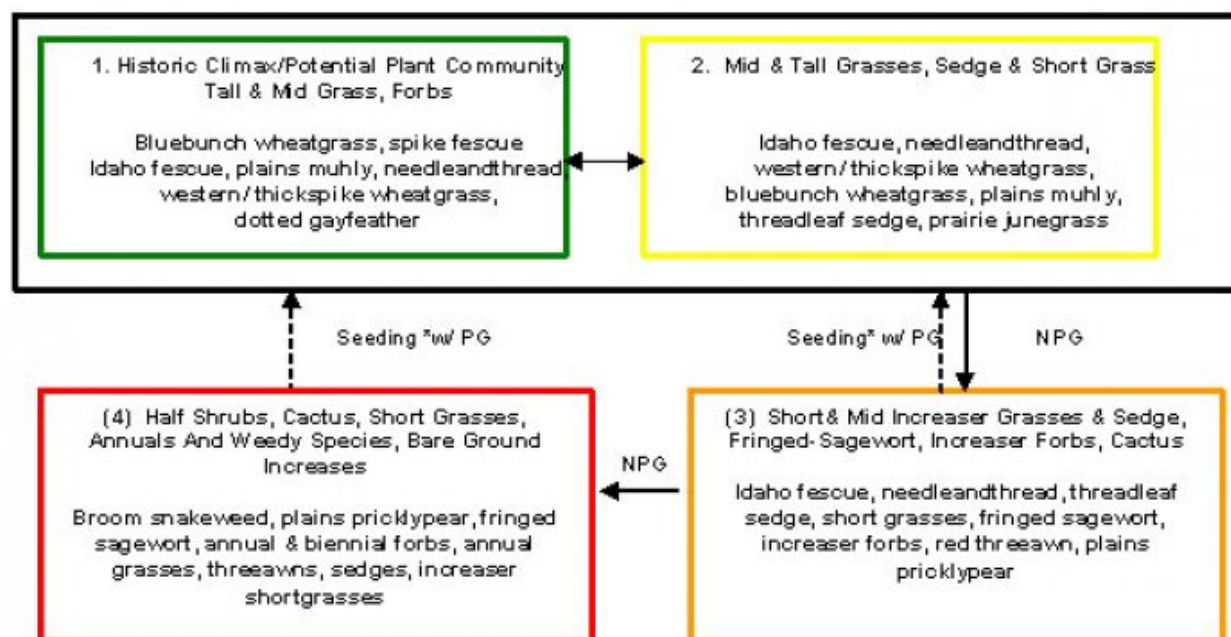 1. Historic Climax/Potential Plant Community
Tall & Mid Grass, Forbs
Bluebunch wheatgrass, spike fescue
Idaho fescue, plains muhly, needleandthread,
western/thickspike wheatgrass,
dotted gayfeather
2. Mid & Tall Grasses, Sedge & Short Grass
Idaho fescue, needleandthread,
western/thickspike wheatgrass,
bluebunch wheatgrass, plains muhly,
threadleaf sedge, prairie junegrass
Seeding *w/ PG
Seeding* w/ PG
NPG
(4) Half Shrubs, Cactus, Short Grasses,
Annuals And Weedy Species, Bare Ground
Increases
Broom snakeweed, plains pricklypear, fringed
sagewort, annual & biennial forbs, annual
grasses, threeawns, sedges, increaser
shortgrasses
NPG
(3) Short& Mid Increaser Grasses & Sedge,
Fringed-Sagewort, Increaser Forbs, Cactus
Idaho fescue, needleandthread, threadleaf
sedge, short grasses, fringed sagewort,
increaser forbs, red threeawn, plains
pricklypear